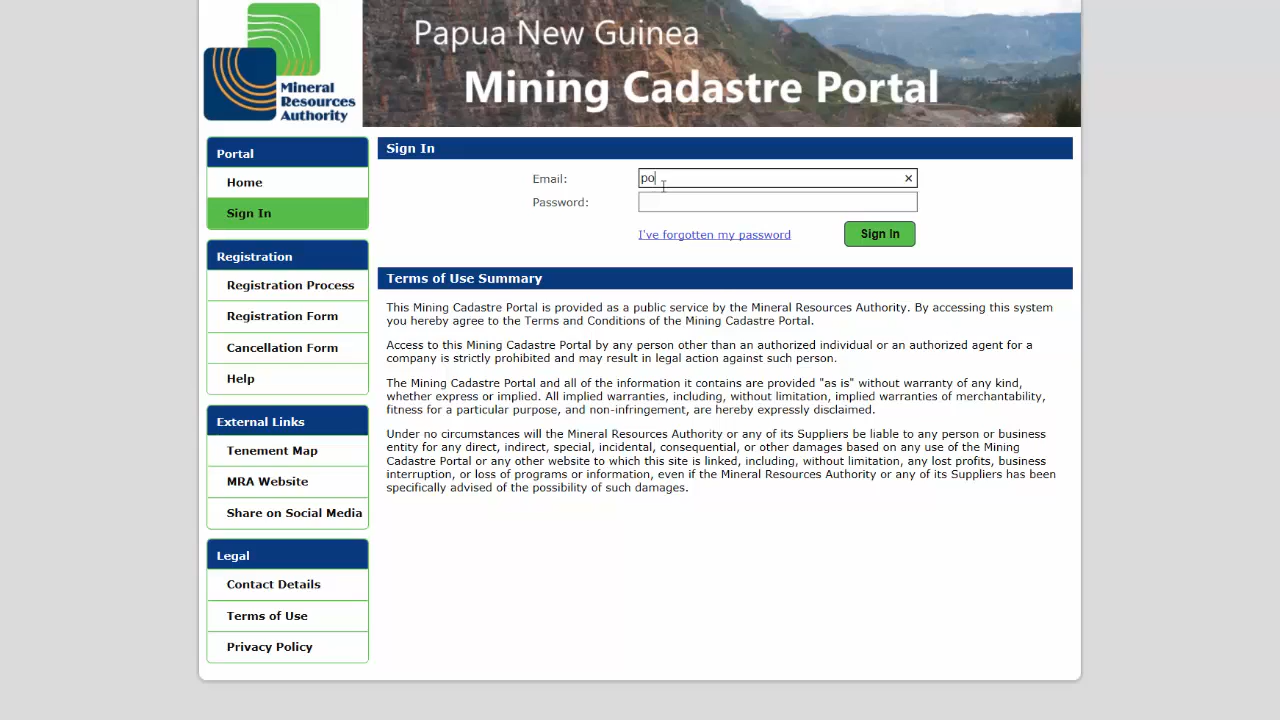 Papua New Guinea
Mining Cadastre Portal
Mineral
Resources
Authority
Portal
Home
Sign In
Registration
Registration Process
Registration Form
Cancellation Form
Help
External Links
Tenement Map
MRA Website
Share on Social Media
Legal
Contact Details
Terms of Use
Privacy Policy
Sign In
Email: po
Password:
I've forgotten my password Sign In
Terms of Use Summary
This Mining Cadastre Portal is provided as a public service by the Mineral Resources Authority. By accessing this system
you hereby agree to the Terms and Conditions of the Mining Cadastre Portal.
Access to this Mining Cadastre Portal by any person other than an authorized individual or an authorized agent for a
company is strictly prohibited and may result in legal action against such person.
The Mining Cadastre Portal and all of the information it contains are provided "as is" without warranty of any kind,
whether express or implied. All implied warranties, including, without limitation, implied warranties of merchantability,
fitness for a particular purpose, and non-infringement, are hereby expressly disclaimed.
Under no circumstances will the Mineral Resources Authority or any of its Suppliers be liable to any person or business
entity for any direct, indirect, special, incidental, consequential, or other damages based on any use of the Mining
Cadastre Portal or any other website to which this site is linked, including, without limitation, any lost profits, business
interruption, or loss of programs or information, even if the Mineral Resources Authority or any of its Suppliers has been
specifically advised of the possibility of such damages.